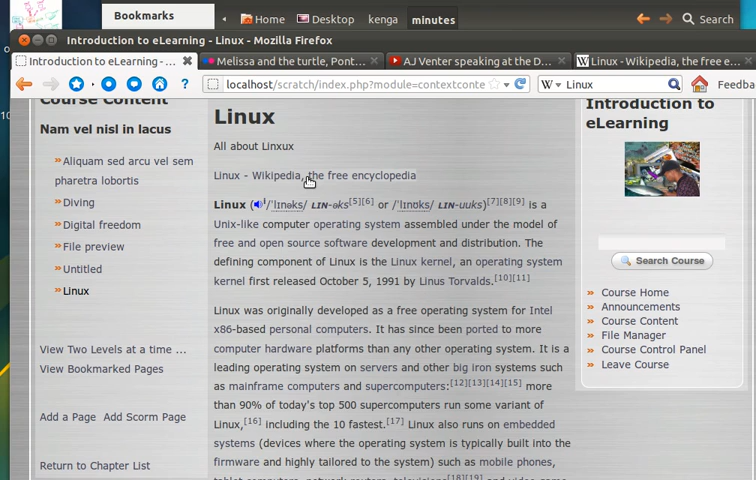 Bookmarks
Home
Desktop
kenga
minutes
Search
Introduction to eLearning - Linux - Mozilla Firefox
Introduction to eLearning - ...
Melissa and the turtle, Pont...
AJ Venter speaking at the D...
Linux - Wikipedia, the free e...
localhost/scratch/index.php?module=contextconte
Linux
Feedba
Course Content
Nam vel nisl in lacus
Aliquam sed arcu vel sem
pharetra lobortis
Diving
Digital freedom
File preview
Untitled
Linux
View Two Levels at a time ...
View Bookmarked Pages
Add a Page Add Scorm Page
Return to Chapter List
Linux
All about Linxux
Linux - Wikipedia, the free encyclopedia
Linux (/ˈlɪnəks/ LIN-əks[5][6] or /ˈlɪnʊks/ LIN-uuks)[7][8][9] is a
Unix-like computer operating system assembled under the model of
free and open source software development and distribution. The
defining component of Linux is the Linux kernel, an operating system
kernel first released October 5, 1991 by Linus Torvalds.[10][11]
Linux was originally developed as a free operating system for Intel
x86-based personal computers. It has since been ported to more
computer hardware platforms than any other operating system. It is a
leading operating system on servers and other big iron systems such
as mainframe computers and supercomputers:[12][13][14][15] more
than 90% of today's top 500 supercomputers run some variant of
Linux,[16] including the 10 fastest.[17] Linux also runs on embedded
systems (devices where the operating system is typically built into the
firmware and highly tailored to the system) such as mobile phones,
tablet computers, network routers, televisions[18][19] and video game
Introduction to
eLearning
Search Course
Course Home
Announcements
Course Content
File Manager
Course Control Panel
Leave Course